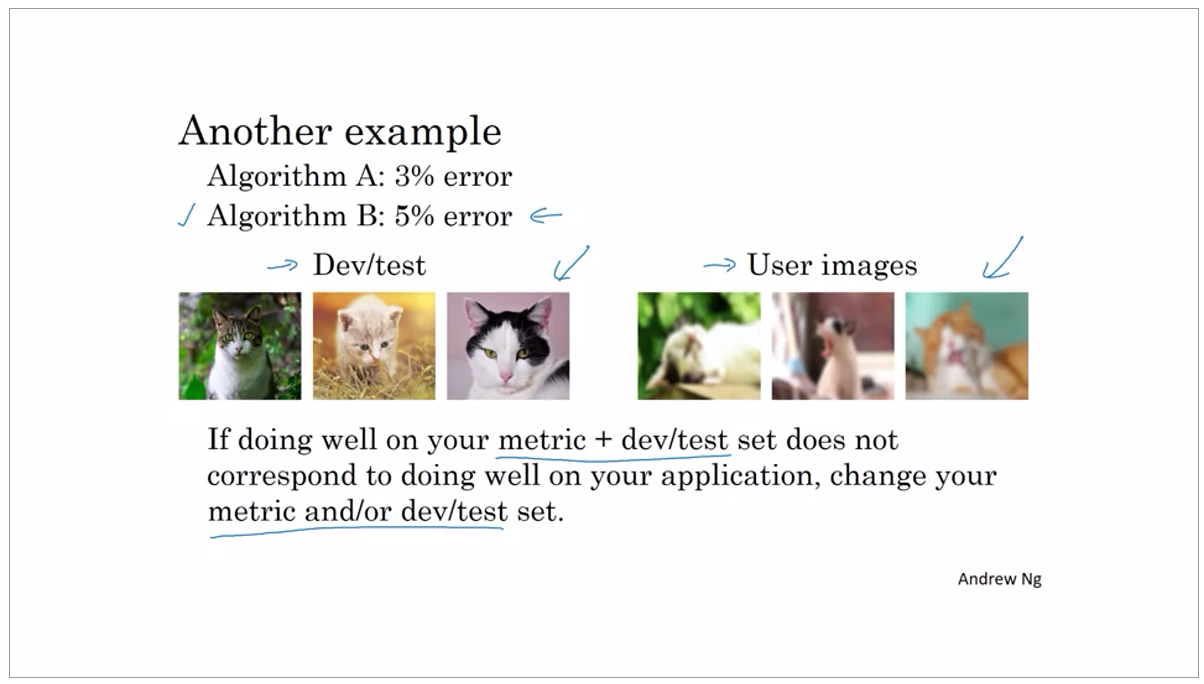 Another example
Algorithm A: 3% error
✓ Algorithm B: 5% error ←
→ Dev/test
→ User images
If doing well on your metric + dev/test set does not
correspond to doing well on your application, change your
metric and/or dev/test set.
Andrew Ng